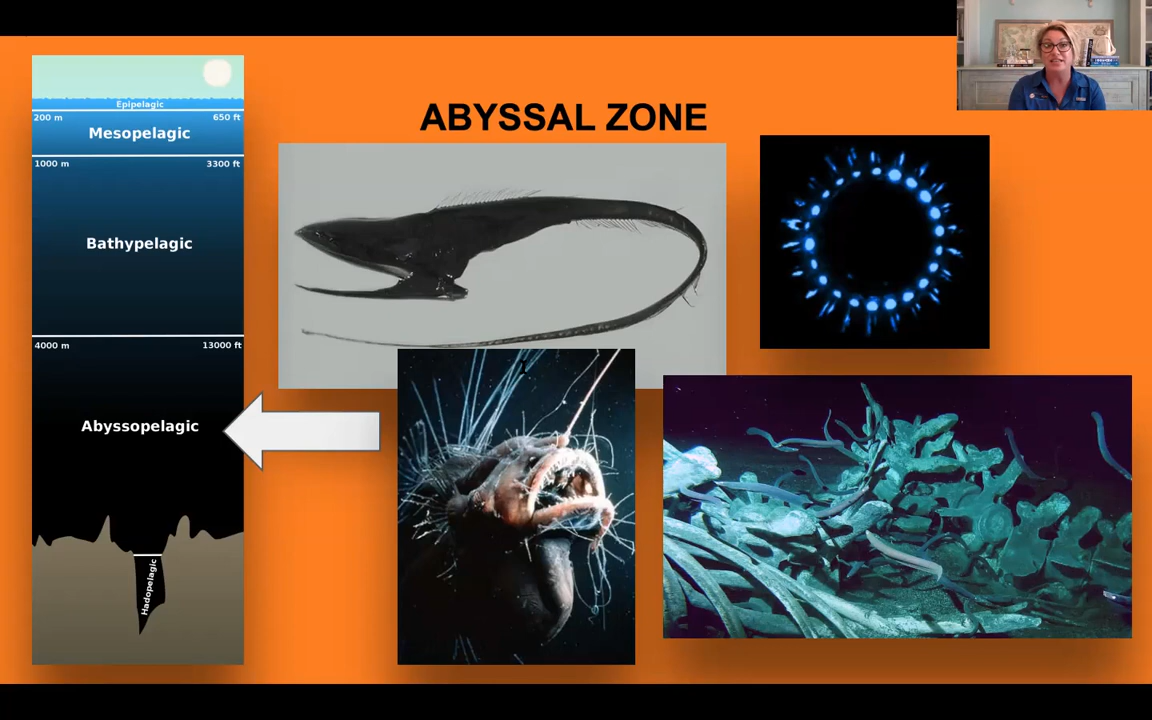 ABYSSAL ZONE
Epipelagic
200 m 650 ft
Mesopelagic
1000 m 3300 ft
Bathypelagic
4000 m 13000 ft
Abyssopelagic
Hadopelagic